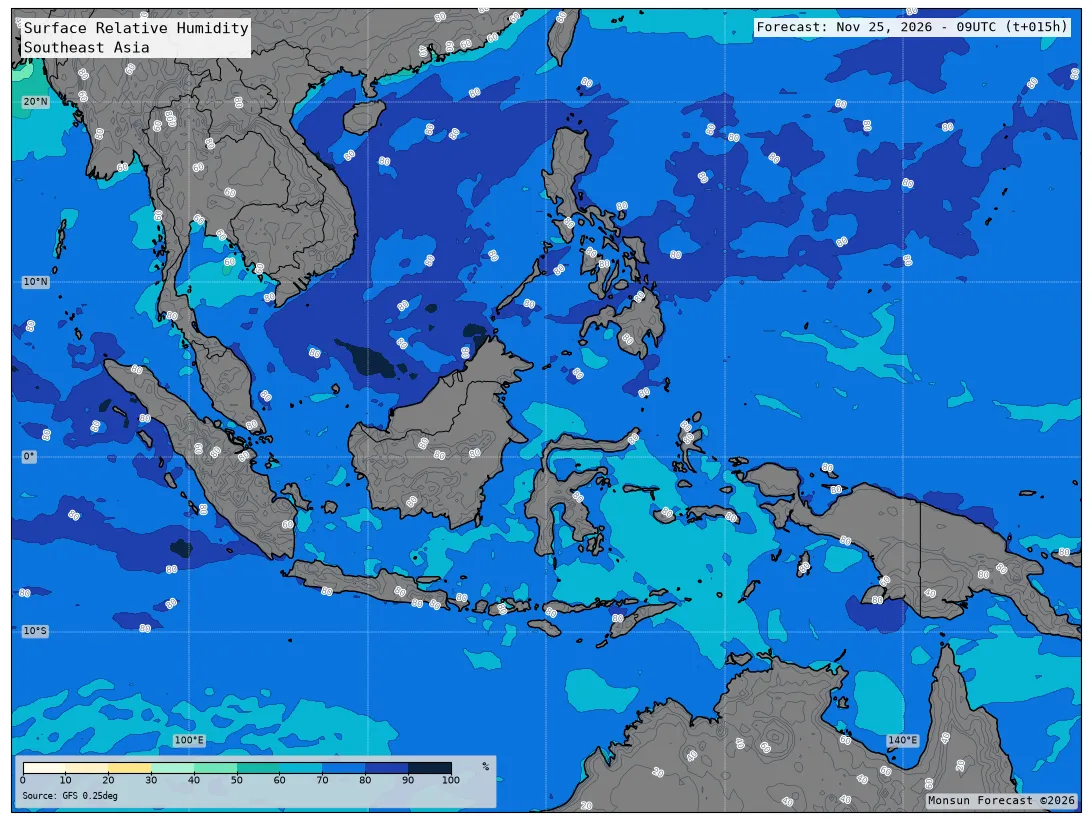 Surface Relative Humidity
Southeast Asia
Forecast: Nov 25, 2026 - 09UTC (t+015h)
20°N
10°N
0°
10°S
100°E
140°E
0 10 20 30 40 50 60 70 80 90 100
%
Source: GFS 0.25deg
Monsun Forecast ©2026